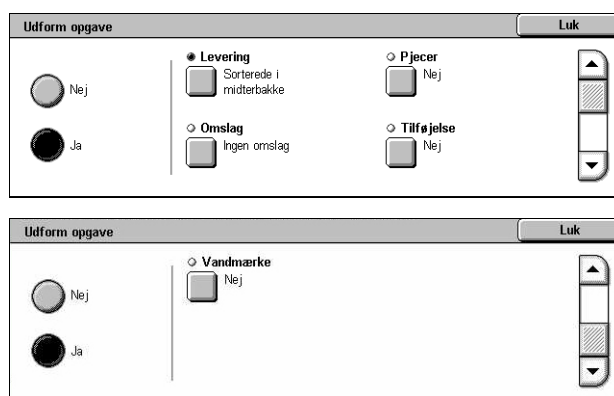 Udform opgave
Luk
Nej
Ja
Levering
Sorterede i
midterbakke
Pjecer
Nej
Omslag
Ingen omslag
Tilføjelse
Nej
Udform opgave
Luk
Nej
Ja
Vandmærke
Nej